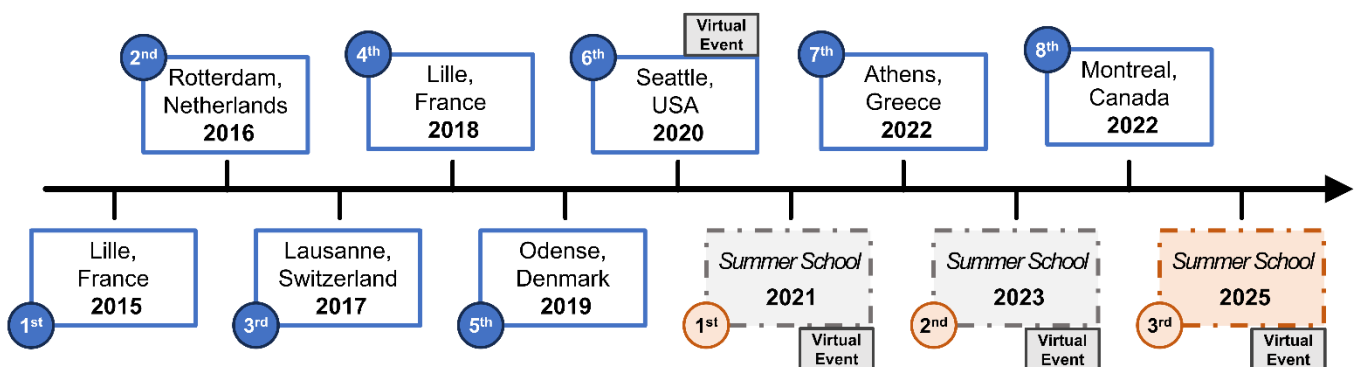 1st
Lille,
France
2015
2nd
Rotterdam,
Netherlands
2016
3rd
Lausanne,
Switzerland
2017
4th
Lille,
France
2018
5th
Odense,
Denmark
2019
6th
Virtual
Event
Seattle,
USA
2020
1st
Summer School
2021
Virtual
Event
7th
Athens,
Greece
2022
2nd
Summer School
2023
Virtual
Event
8th
Montreal,
Canada
2022
3rd
Summer School
2025
Virtual
Event